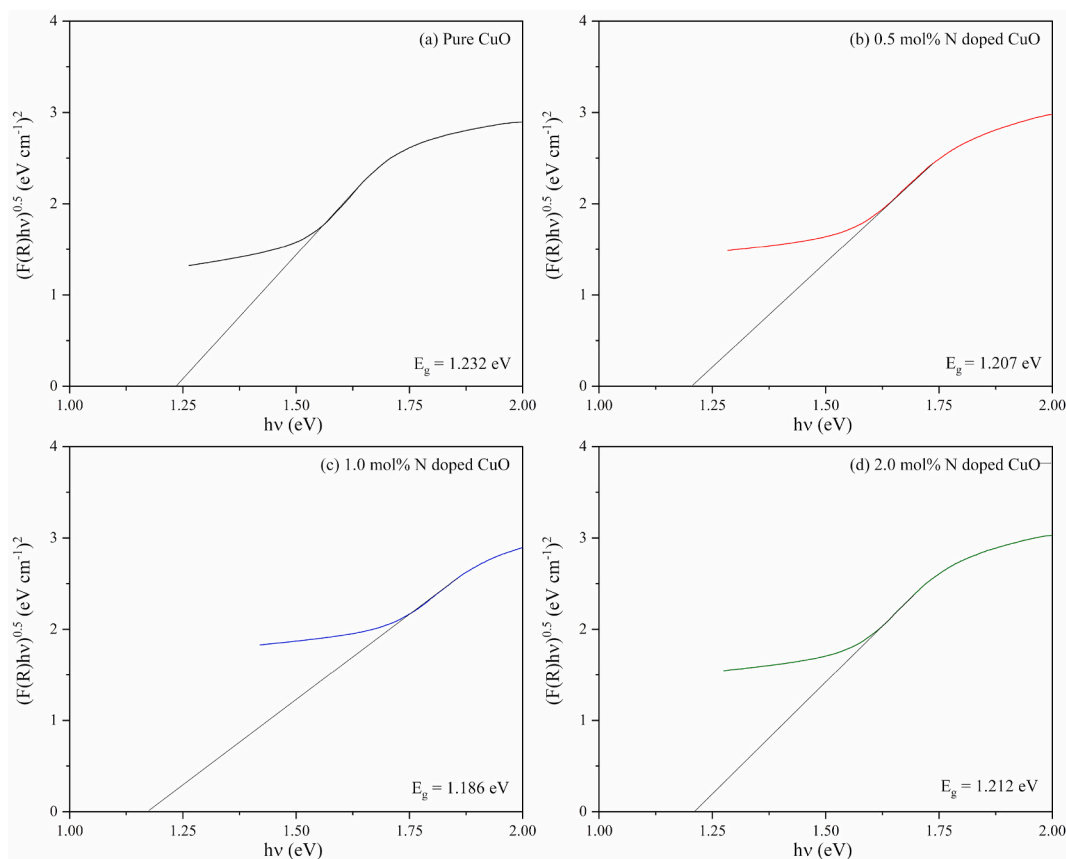 (a) Pure CuO
4
3
2
1
0
(F(R)hν)^0.5 (eV cm^-1)^2
E_g = 1.232 eV
1.00 1.25 1.50 1.75 2.00
hν (eV)
(b) 0.5 mol% N doped CuO
4
3
2
1
0
(F(R)hν)^0.5 (eV cm^-1)^2
E_g = 1.207 eV
1.00 1.25 1.50 1.75 2.00
hν (eV)
(c) 1.0 mol% N doped CuO
4
3
2
1
0
(F(R)hν)^0.5 (eV cm^-1)^2
E_g = 1.186 eV
1.00 1.25 1.50 1.75 2.00
hν (eV)
(d) 2.0 mol% N doped CuO
4
3
2
1
0
(F(R)hν)^0.5 (eV cm^-1)^2
E_g = 1.212 eV
1.00 1.25 1.50 1.75 2.00
hν (eV)